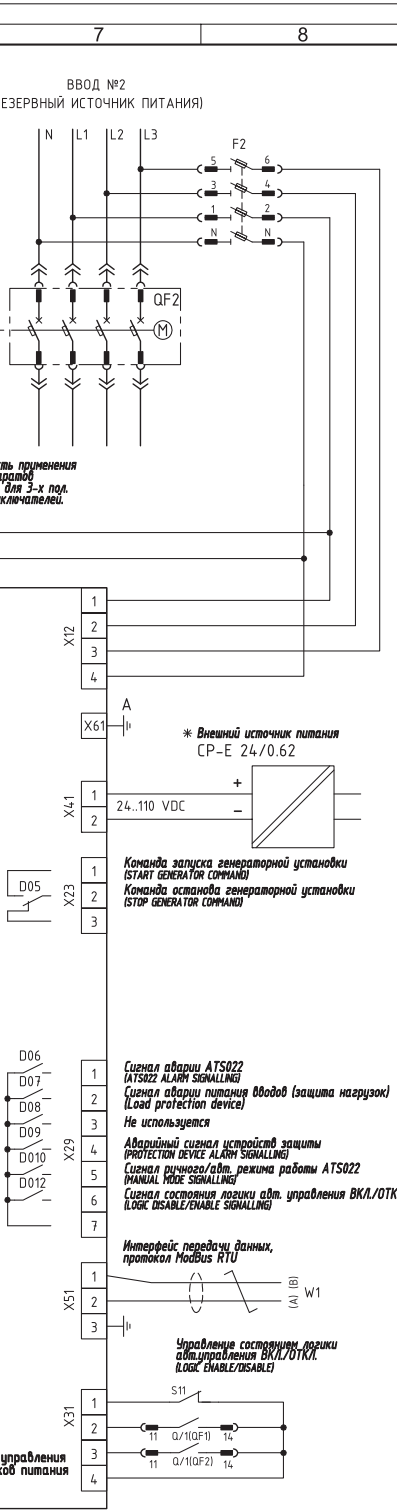 7 8
ВВОД №2
ЕЗЕРВНЫЙ ИСТОЧНИК ПИТАНИЯ)
N L1 L2 L3
F2
5 6
3 4
1 2
N N
QF2
M
ть применения
аратов
для 3-х пол.
ключателей.
X12
1
2
3
4
A
X61
* Внешний источник питания
CP-E 24/0.62
X41
1
2
+
24..110 VDC
–
X23
1
2
3
D05
Команда запуска генераторной установки
(START GENERATOR COMMAND)
Команда останова генераторной установки
(STOP GENERATOR COMMAND)
D06
D07
D08
D09
D010
D012
X29
1
2
3
4
5
6
7
Сигнал аварии ATS022
(ATS022 ALARM SIGNALLING)
Сигнал аварии питания вводов (защита нагрузок)
(Load protection device)
Не используется
Аварийный сигнал устройств защиты
(PROTECTION DEVICE ALARM SIGNALLING)
Сигнал ручного/авт. режима работы ATS022
(MANUAL MODE SIGNALLING)
Сигнал состояния логики авт. управления ВКЛ./ОТК
(LOGIC DISABLE/ENABLE SIGNALLING)
Интерфейс передачи данных,
протокол ModBus RTU
X51
1
2
3
(B)
(A)
W1
Управление состоянием логики
авт.управления ВКЛ./ОТКЛ.
(LOGIC ENABLE/DISABLE)
X31
1
2
3
4
S11
11 Q/1(QF1) 14
11 Q/1(QF2) 14
управления
ков питания